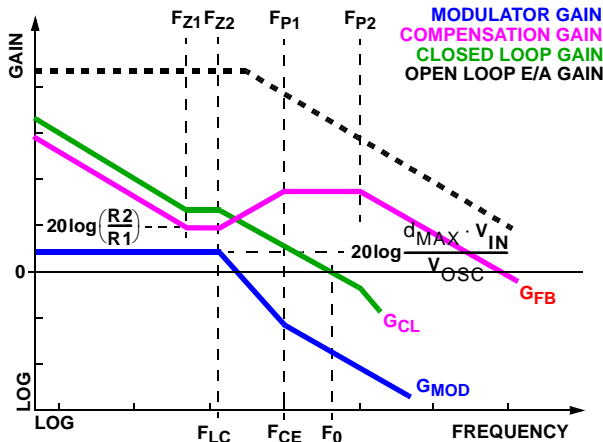 MODULATOR GAIN
COMPENSATION GAIN
CLOSED LOOP GAIN
OPEN LOOP E/A GAIN
GAIN
FZ1 FZ2 FP1 FP2
20log(R2/R1)
20log dMAX · VIN / VOSC
0
GFB
GCL
GMOD
LOG
LOG
FLC FCE F0 FREQUENCY